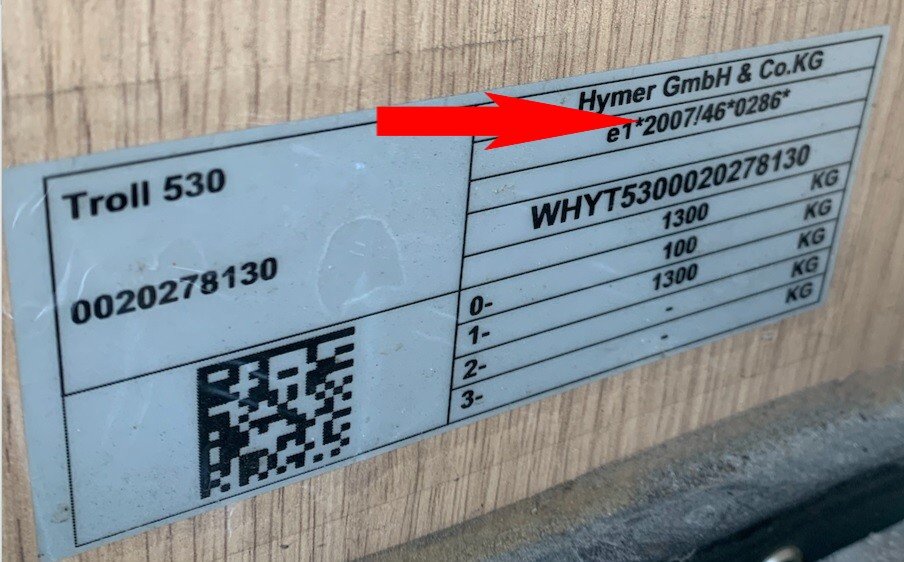 Troll 530
0020278130
Hymer GmbH & Co.KG
e1*2007/46*0286*
WHYT5300020278130
1300 KG
0- 100 KG
1- 1300 KG
2- - KG
3- -